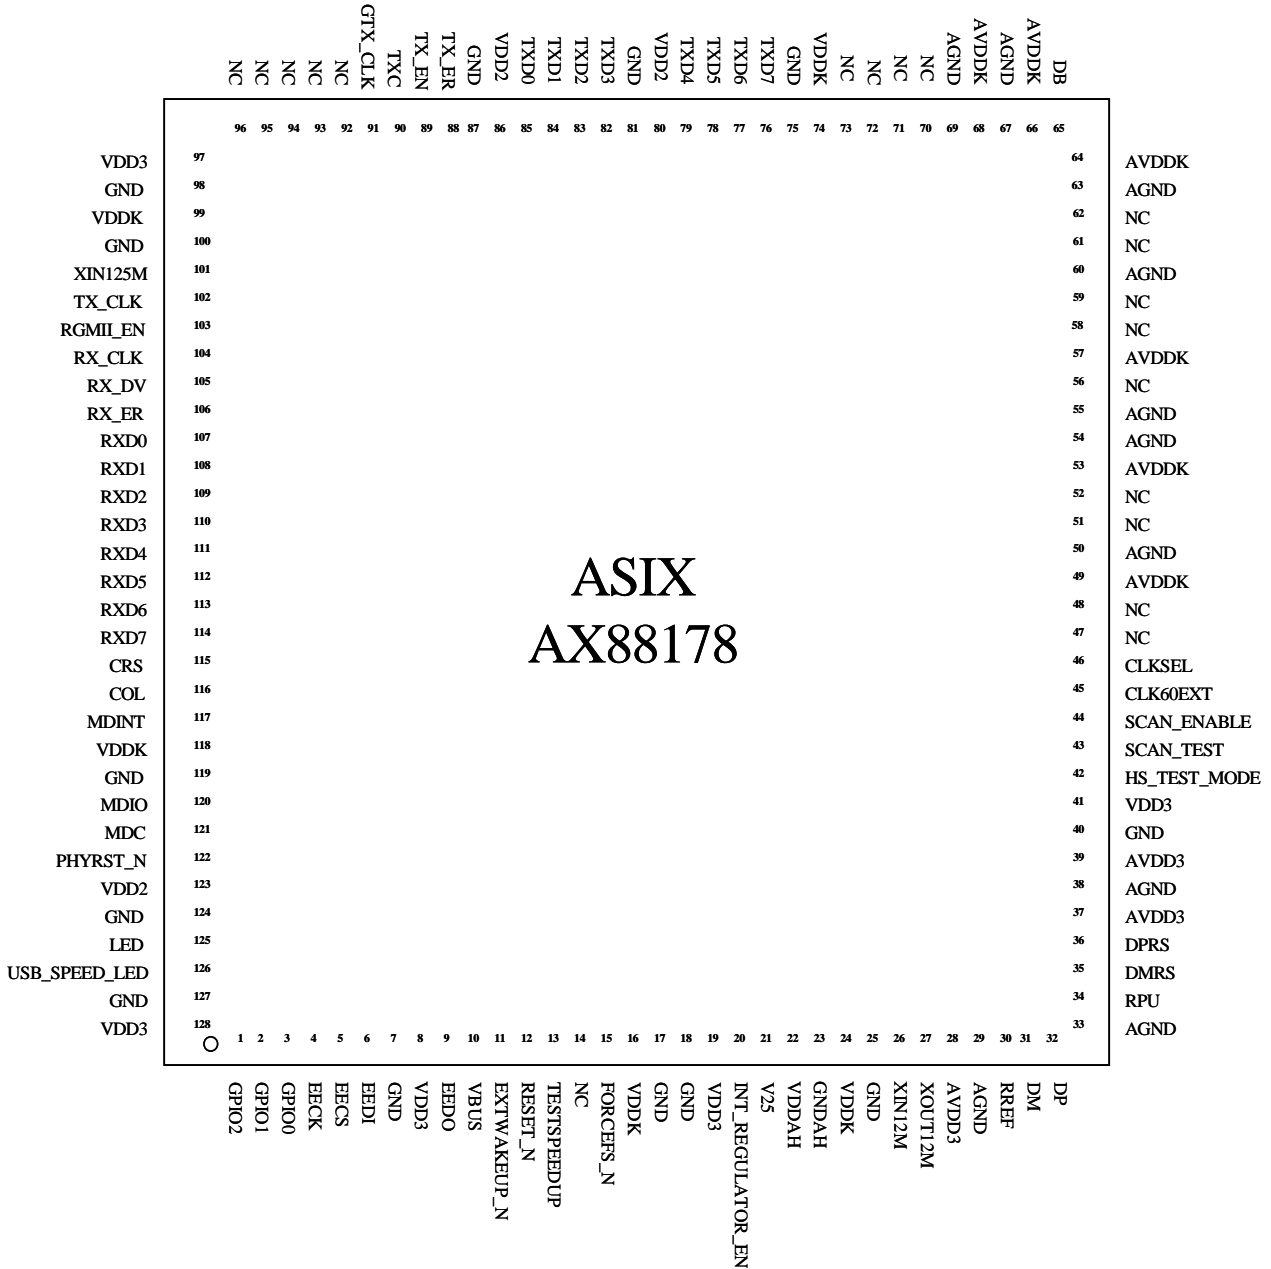 NC NC NC NC NC GTX_CLK TXC TX_EN TX_ER GND VDD2 TXD0 TXD1 TXD2 TXD3 GND VDD2 TXD4 TXD5 TXD6 TXD7 GND VDDK NC NC NC NC AGND AVDDK AGND AVDDK DB
96 95 94 93 92 91 90 89 88 87 86 85 84 83 82 81 80 79 78 77 76 75 74 73 72 71 70 69 68 67 66 65
VDD3 97 64 AVDDK
GND 98 63 AGND
VDDK 99 62 NC
GND 100 61 NC
XIN125M 101 60 AGND
TX_CLK 102 59 NC
RGMII_EN 103 58 NC
RX_CLK 104 57 AVDDK
RX_DV 105 56 NC
RX_ER 106 55 AGND
RXD0 107 54 AGND
RXD1 108 53 AVDDK
RXD2 109 52 NC
RXD3 110 51 NC
RXD4 111 50 AGND
ASIX
RXD5 112 49 AVDDK
RXD6 113 48 NC
RXD7 114 47 NC
AX88178
CRS 115 46 CLKSEL
COL 116 45 CLK60EXT
MDINT 117 44 SCAN_ENABLE
VDDK 118 43 SCAN_TEST
GND 119 42 HS_TEST_MODE
MDIO 120 41 VDD3
MDC 121 40 GND
PHYRST_N 122 39 AVDD3
VDD2 123 38 AGND
GND 124 37 AVDD3
LED 125 36 DPRS
USB_SPEED_LED 126 35 DMRS
GND 127 34 RPU
VDD3 128 33 AGND
1 2 3 4 5 6 7 8 9 10 11 12 13 14 15 16 17 18 19 20 21 22 23 24 25 26 27 28 29 30 31 32
GPIO2 GPIO1 GPIO0 EECK EECS EEDI GND VDD3 EEDO VBUS EXTWAKEUP_N RESET_N TESTSPEEDUP NC FORCEFS_N VDDK GND GND VDD3 INT_REGULATOR_EN V25 VDDAH GNDAH VDDK GND XIN12M XOUT12M AVDD3 AGND RREF DM DP